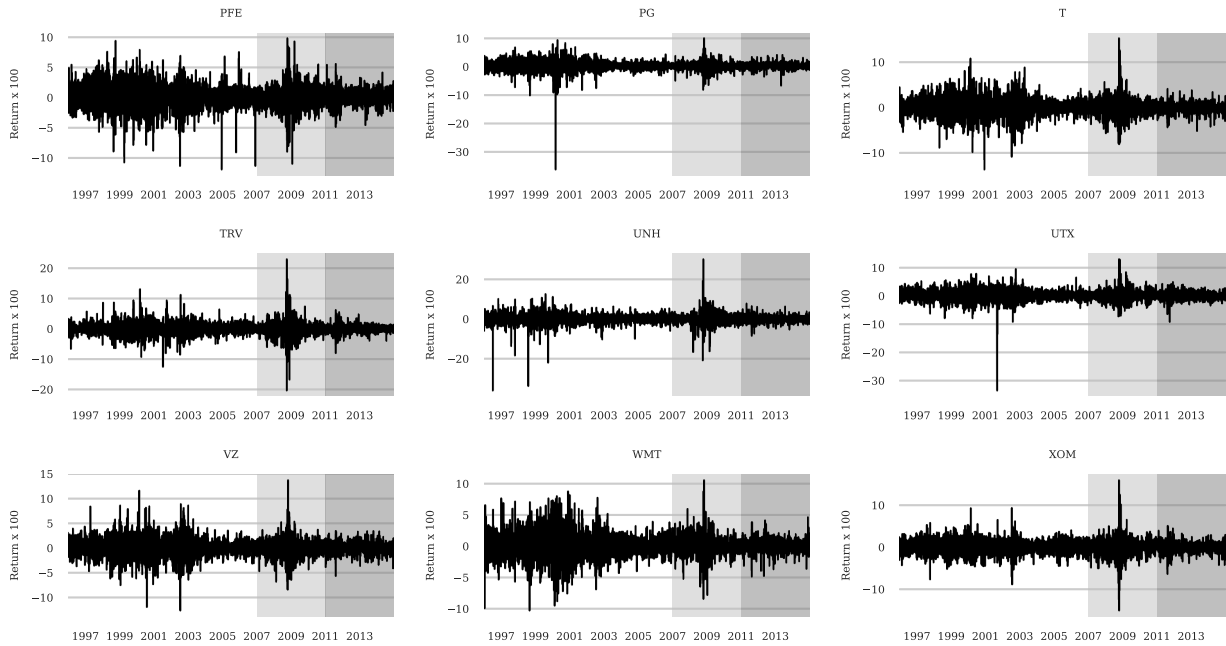 PFE PG T
Return x 100 Return x 100 Return x 100
10 10 10
5 0 0
0 −10 −10
−5 −20
−10 −30
1997 1999 2001 2003 2005 2007 2009 2011 2013 1997 1999 2001 2003 2005 2007 2009 2011 2013 1997 1999 2001 2003 2005 2007 2009 2011 2013
TRV UNH UTX
Return x 100 Return x 100 Return x 100
20 20 10
10 0 0
0 −20 −10
−10 −20
−20 −30
1997 1999 2001 2003 2005 2007 2009 2011 2013 1997 1999 2001 2003 2005 2007 2009 2011 2013 1997 1999 2001 2003 2005 2007 2009 2011 2013
VZ WMT XOM
Return x 100 Return x 100 Return x 100
15 10 10
10 5 0
5 0 −10
0 −5
−5 −10
−10
1997 1999 2001 2003 2005 2007 2009 2011 2013 1997 1999 2001 2003 2005 2007 2009 2011 2013 1997 1999 2001 2003 2005 2007 2009 2011 2013